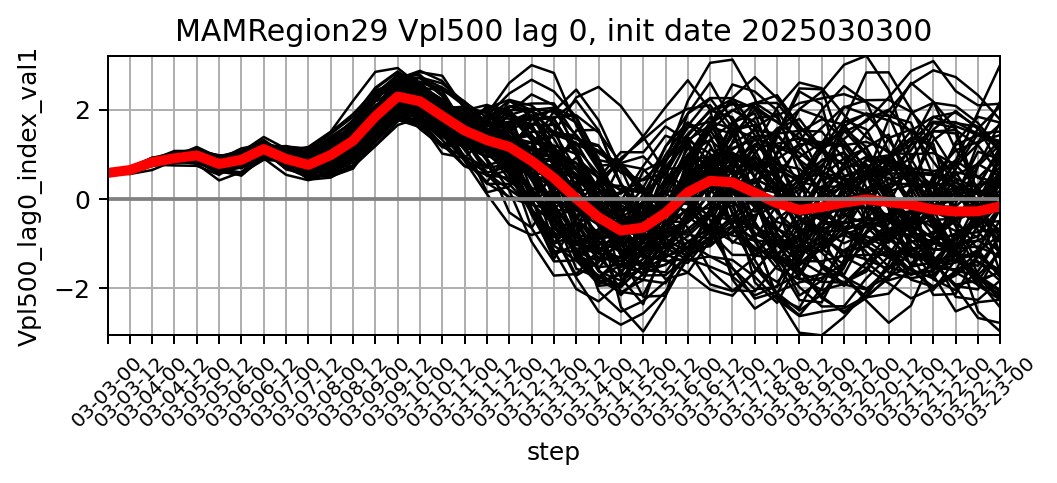 MAMRegion29 Vpl500 lag 0, init date 2025030300
Vpl500_lag0_index_val1
2
0
−2
03-03-00 03-03-12 03-04-00 03-04-12 03-05-00 03-05-12 03-06-00 03-06-12 03-07-00 03-07-12 03-08-00 03-08-12 03-09-00 03-09-12 03-10-00 03-10-12 03-11-00 03-11-12 03-12-00 03-12-12 03-13-00 03-13-12 03-14-00 03-14-12 03-15-00 03-15-12 03-16-00 03-16-12 03-17-00 03-17-12 03-18-00 03-18-12 03-19-00 03-19-12 03-20-00 03-20-12 03-21-00 03-21-12 03-22-00 03-22-12 03-23-00
step